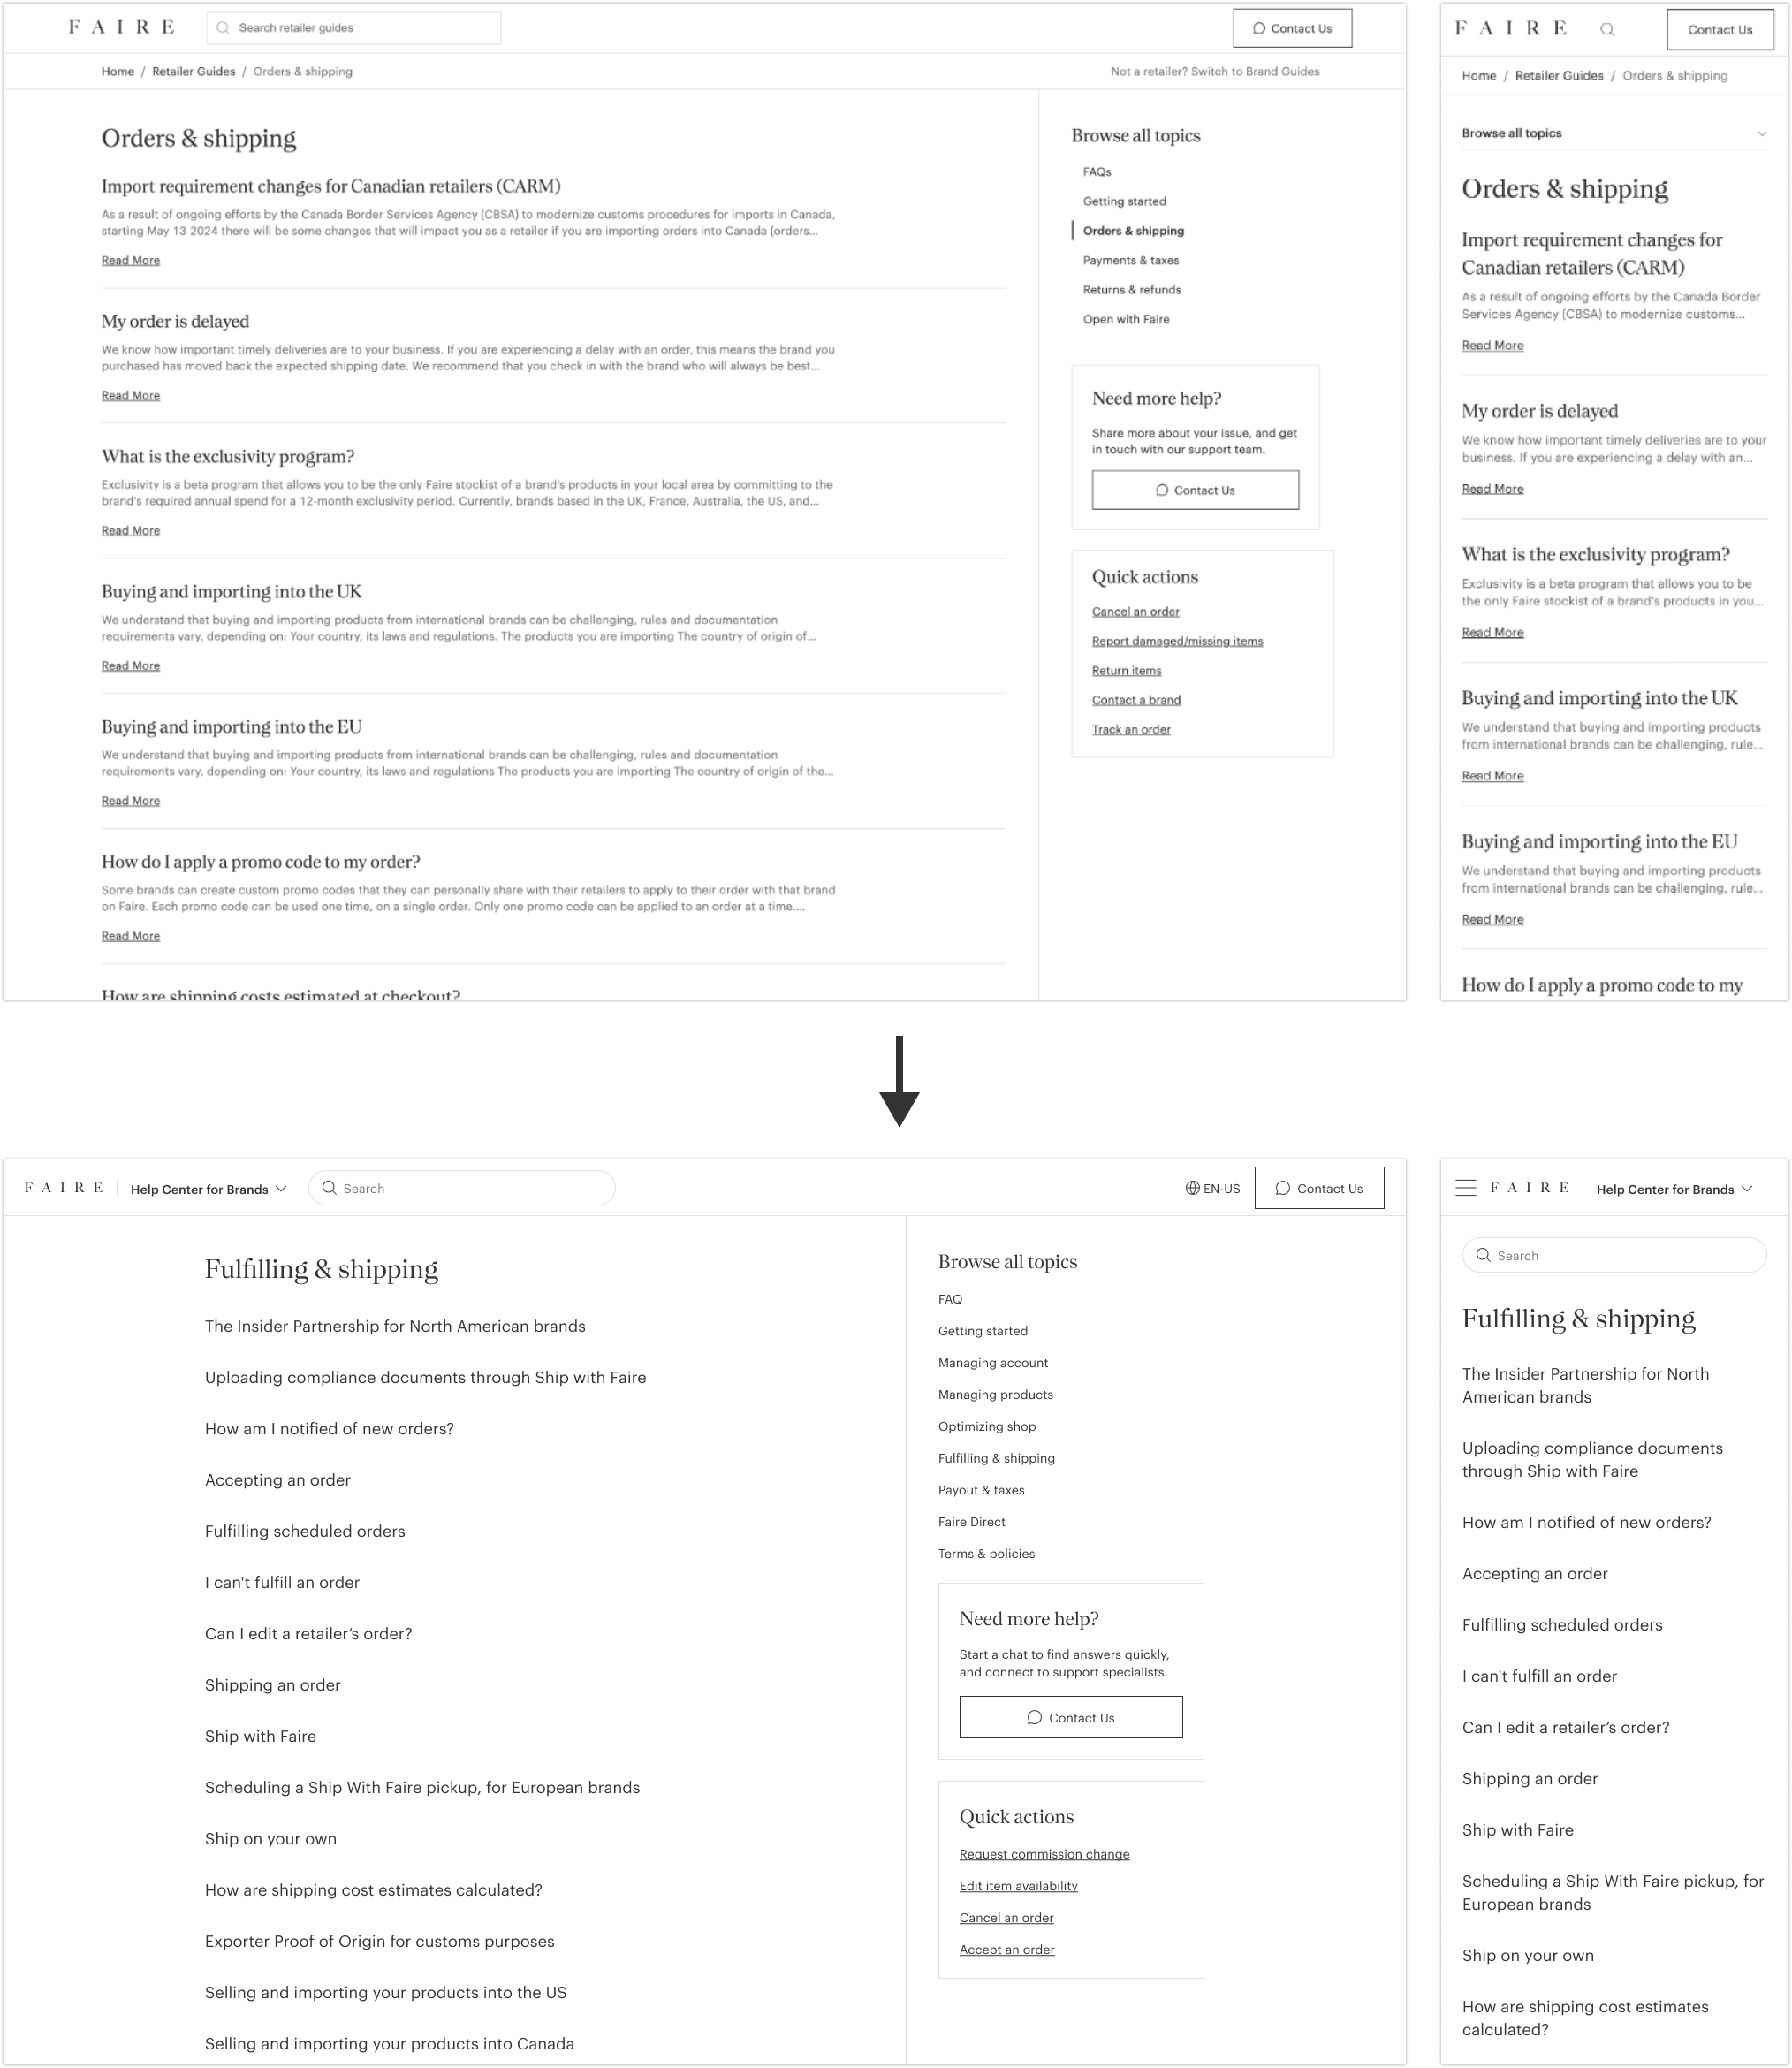 FAIRE
Search retailer guides
Contact Us
Home / Retailer Guides / Orders & shipping
Not a retailer? Switch to Brand Guides
Orders & shipping
Import requirement changes for Canadian retailers (CARM)
As a result of ongoing efforts by the Canada Border Services Agency (CBSA) to modernize customs procedures for imports in Canada,
starting May 13 2024 there will be some changes that will impact you as a retailer if you are importing orders into Canada (orders...
Read More
My order is delayed
We know how important timely deliveries are to your business. If you are experiencing a delay with an order, this means the brand you
purchased has moved back the expected shipping date. We recommend that you check in with the brand who will always be best...
Read More
What is the exclusivity program?
Exclusivity is a beta program that allows you to be the only Faire stockist of a brand's products in your local area by committing to the
brand's required annual spend for a 12-month exclusivity period. Currently, brands based in the UK, France, Australia, the US, and...
Read More
Buying and importing into the UK
We understand that buying and importing products from international brands can be challenging, rules and documentation
requirements vary, depending on: Your country, its laws and regulations. The products you are importing The country of origin of...
Read More
Buying and importing into the EU
We understand that buying and importing products from international brands can be challenging, rules and documentation
requirements vary, depending on: Your country, its laws and regulations The products you are importing The country of origin of the...
Read More
How do I apply a promo code to my order?
Some brands can create custom promo codes that they can personally share with their retailers to apply to their order with that brand
on Faire. Each promo code can be used one time, on a single order. Only one promo code can be applied to an order at a time....
Read More
How are shipping costs estimated at checkout?
Browse all topics
FAQs
Getting started
Orders & shipping
Payments & taxes
Returns & refunds
Open with Faire
Need more help?
Share more about your issue, and get
in touch with our support team.
Contact Us
Quick actions
Cancel an order
Report damaged/missing items
Return items
Contact a brand
Track an order
FAIRE
Contact Us
Home / Retailer Guides / Orders & shipping
Browse all topics
Orders & shipping
Import requirement changes for
Canadian retailers (CARM)
As a result of ongoing efforts by the Canada Border
Services Agency (CBSA) to modernize customs...
Read More
My order is delayed
We know how important timely deliveries are to your
business. If you are experiencing a delay with an...
Read More
What is the exclusivity program?
Exclusivity is a beta program that allows you to be
the only Faire stockist of a brand's products in you...
Read More
Buying and importing into the UK
We understand that buying and importing products
from international brands can be challenging, rule...
Read More
Buying and importing into the EU
We understand that buying and importing products
from international brands can be challenging, rule...
Read More
How do I apply a promo code to my
FAIRE
Help Center for Brands
Search
EN-US
Contact Us
Fulfilling & shipping
The Insider Partnership for North American brands
Uploading compliance documents through Ship with Faire
How am I notified of new orders?
Accepting an order
Fulfilling scheduled orders
I can't fulfill an order
Can I edit a retailer’s order?
Shipping an order
Ship with Faire
Scheduling a Ship With Faire pickup, for European brands
Ship on your own
How are shipping cost estimates calculated?
Exporter Proof of Origin for customs purposes
Selling and importing your products into the US
Selling and importing your products into Canada
Browse all topics
FAQ
Getting started
Managing account
Managing products
Optimizing shop
Fulfilling & shipping
Payout & taxes
Faire Direct
Terms & policies
Need more help?
Start a chat to find answers quickly,
and connect to support specialists.
Contact Us
Quick actions
Request commission change
Edit item availability
Cancel an order
Accept an order
FAIRE
Help Center for Brands
Search
Fulfilling & shipping
The Insider Partnership for North
American brands
Uploading compliance documents
through Ship with Faire
How am I notified of new orders?
Accepting an order
Fulfilling scheduled orders
I can't fulfill an order
Can I edit a retailer’s order?
Shipping an order
Ship with Faire
Scheduling a Ship With Faire pickup, for
European brands
Ship on your own
How are shipping cost estimates
calculated?